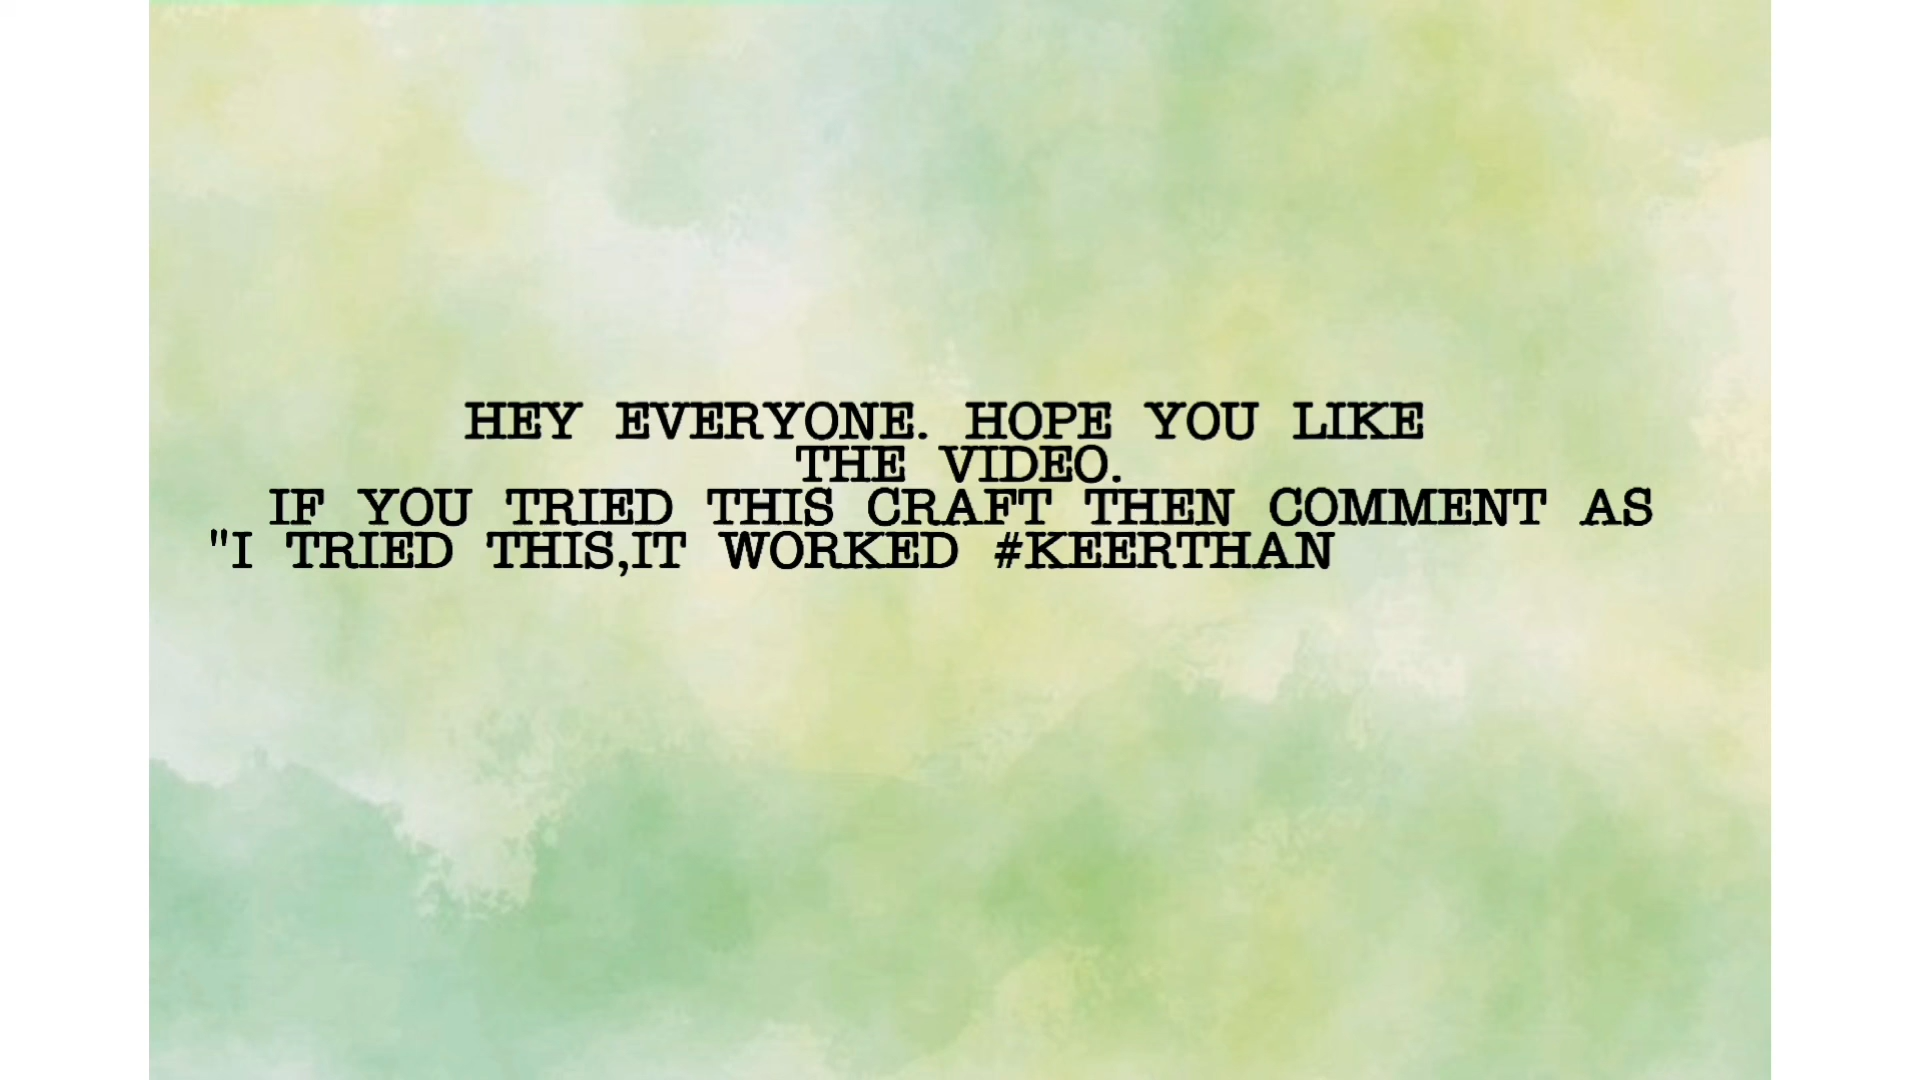 HEY EVERYONE. HOPE YOU LIKE
THE VIDEO.
IF YOU TRIED THIS CRAFT THEN COMMENT AS
"I TRIED THIS,IT WORKED #KEERTHAN